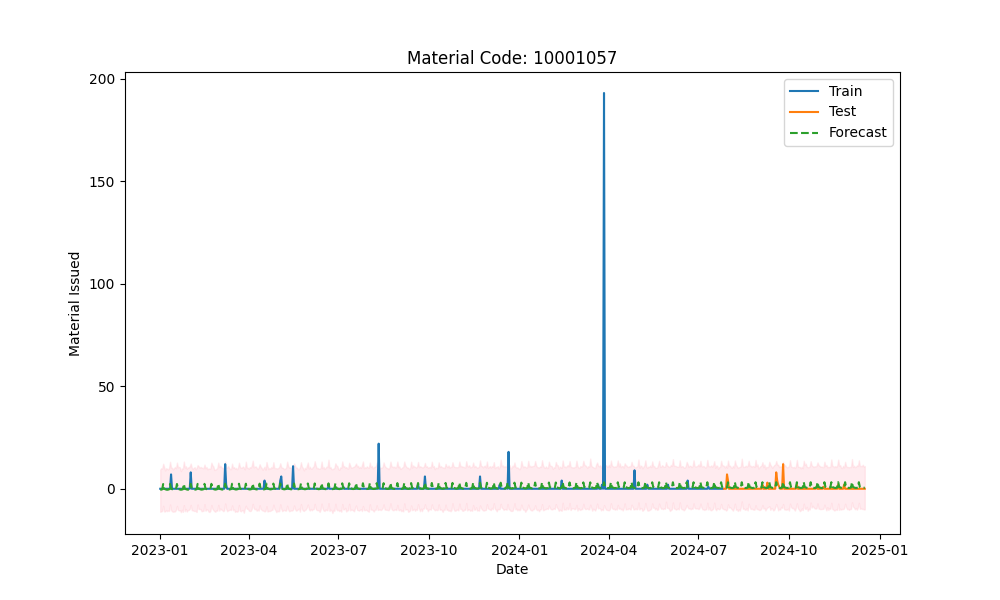 Material Code: 10001057
200
150
100
50
0
Material Issued
Train
Test
Forecast
2023-01
2023-04
2023-07
2023-10
2024-01
2024-04
2024-07
2024-10
2025-01
Date